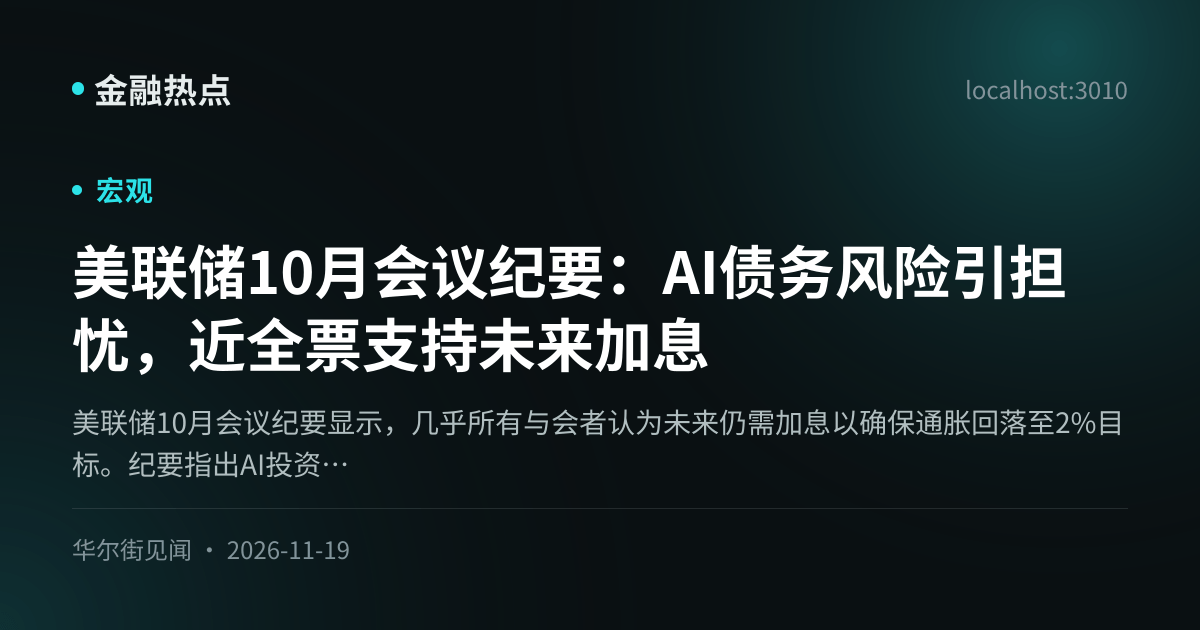 金融热点
localhost:3010
宏观
美联储10月会议纪要：AI债务风险引担
忧，近全票支持未来加息
美联储10月会议纪要显示，几乎所有与会者认为未来仍需加息以确保通胀回落至2%目
标。纪要指出AI投资…
华尔街见闻 · 2026-11-19